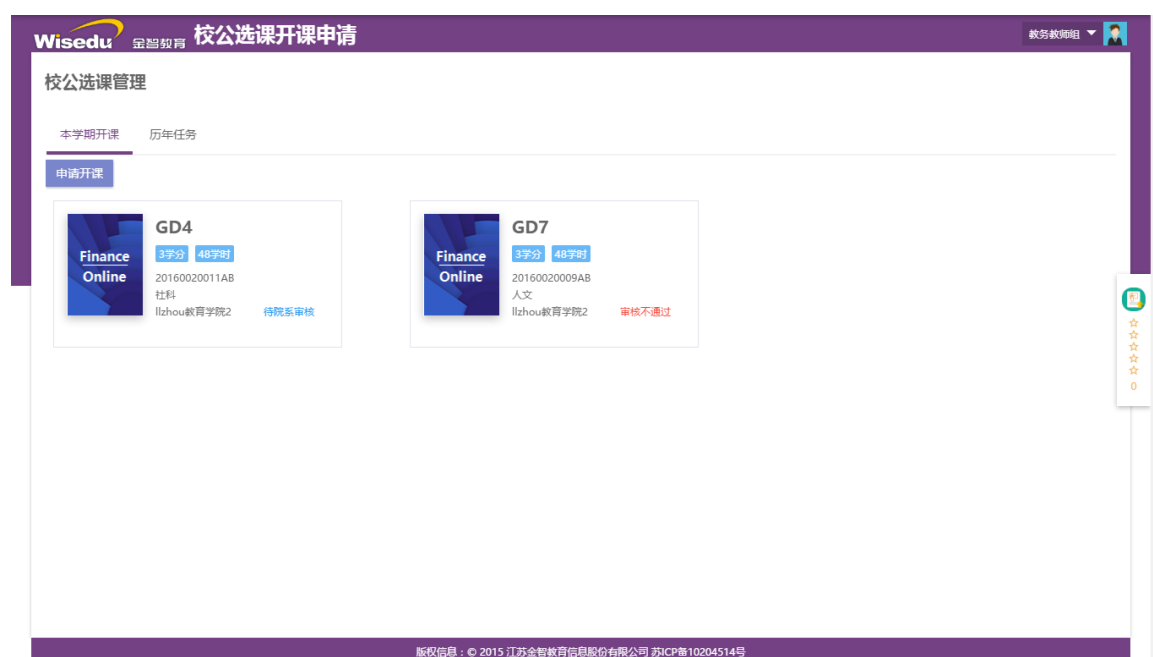 Wisedu 金智教育 校公选课开课申请
教务教师组
校公选课管理
本学期开课 历年任务
申请开课
Finance
Online
GD4
3学分 48学时
20160020011AB
社科
llzhou教育学院2 待院系审核
Finance
Online
GD7
3学分 48学时
20160020009AB
人文
llzhou教育学院2 审核不通过
0
版权信息：© 2015 江苏金智教育信息股份有限公司 苏ICP备10204514号